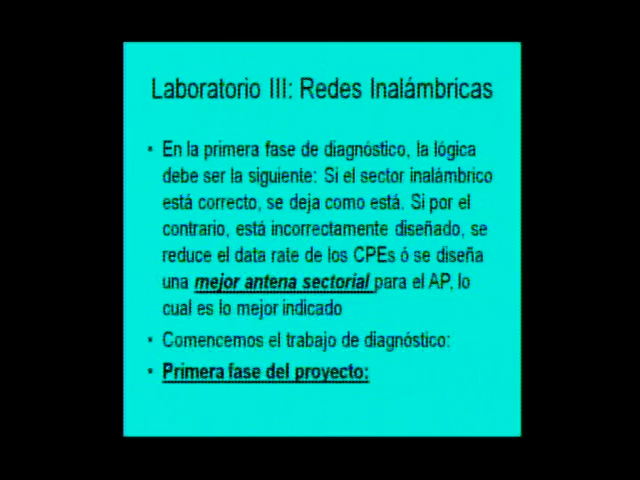 Laboratorio III: Redes Inalámbricas
• En la primera fase de diagnóstico, la lógica
debe ser la siguiente: Si el sector inalámbrico
está correcto, se deja como está. Si por el
contrario, está incorrectamente diseñado, se
reduce el data rate de los CPEs ó se diseña
una mejor antena sectorial para el AP, lo
cual es lo mejor indicado
• Comencemos el trabajo de diagnóstico:
• Primera fase del proyecto: